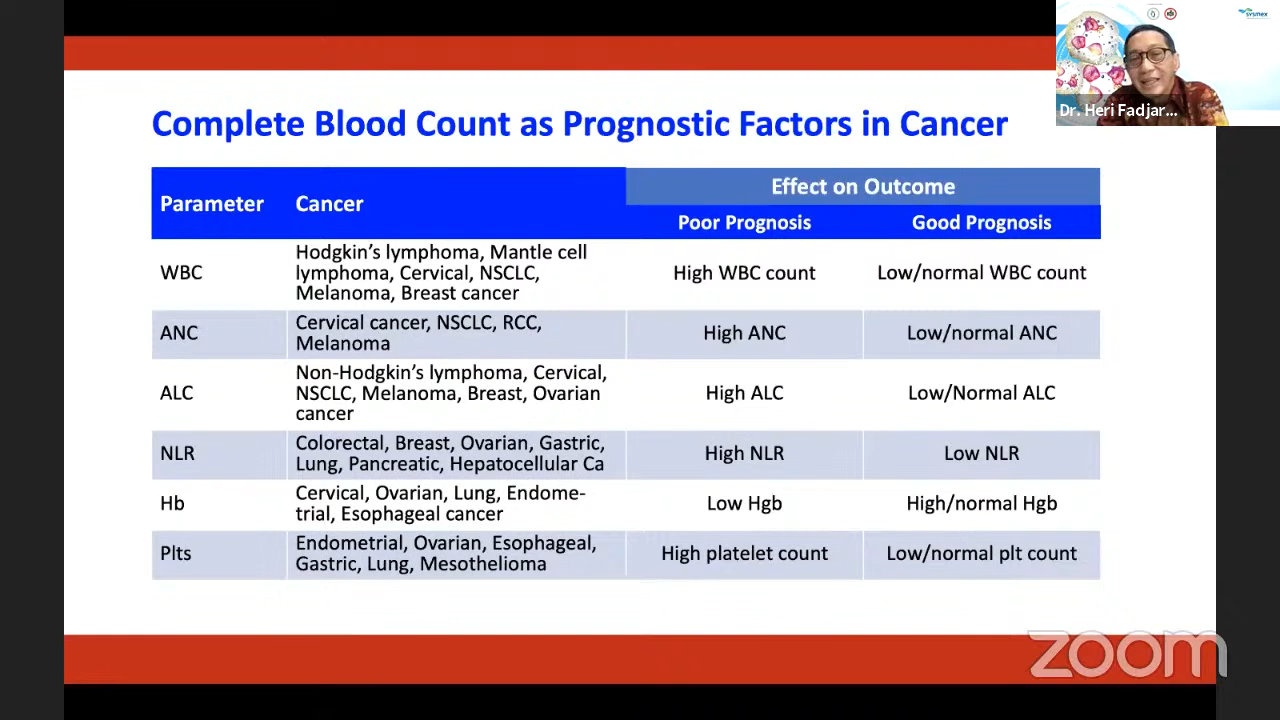 sysmex
Dr. Heri Fadjar...
Complete Blood Count as Prognostic Factors in Cancer
Parameter
Cancer
Effect on Outcome
Poor Prognosis
Good Prognosis
WBC
Hodgkin's lymphoma, Mantle cell
lymphoma, Cervical, NSCLC,
Melanoma, Breast cancer
High WBC count
Low/normal WBC count
ANC
Cervical cancer, NSCLC, RCC,
Melanoma
High ANC
Low/normal ANC
ALC
Non-Hodgkin's lymphoma, Cervical,
NSCLC, Melanoma, Breast, Ovarian
cancer
High ALC
Low/Normal ALC
NLR
Colorectal, Breast, Ovarian, Gastric,
Lung, Pancreatic, Hepatocellular Ca
High NLR
Low NLR
Hb
Cervical, Ovarian, Lung, Endome-
trial, Esophageal cancer
Low Hgb
High/normal Hgb
Plts
Endometrial, Ovarian, Esophageal,
Gastric, Lung, Mesothelioma
High platelet count
Low/normal plt count
zoom